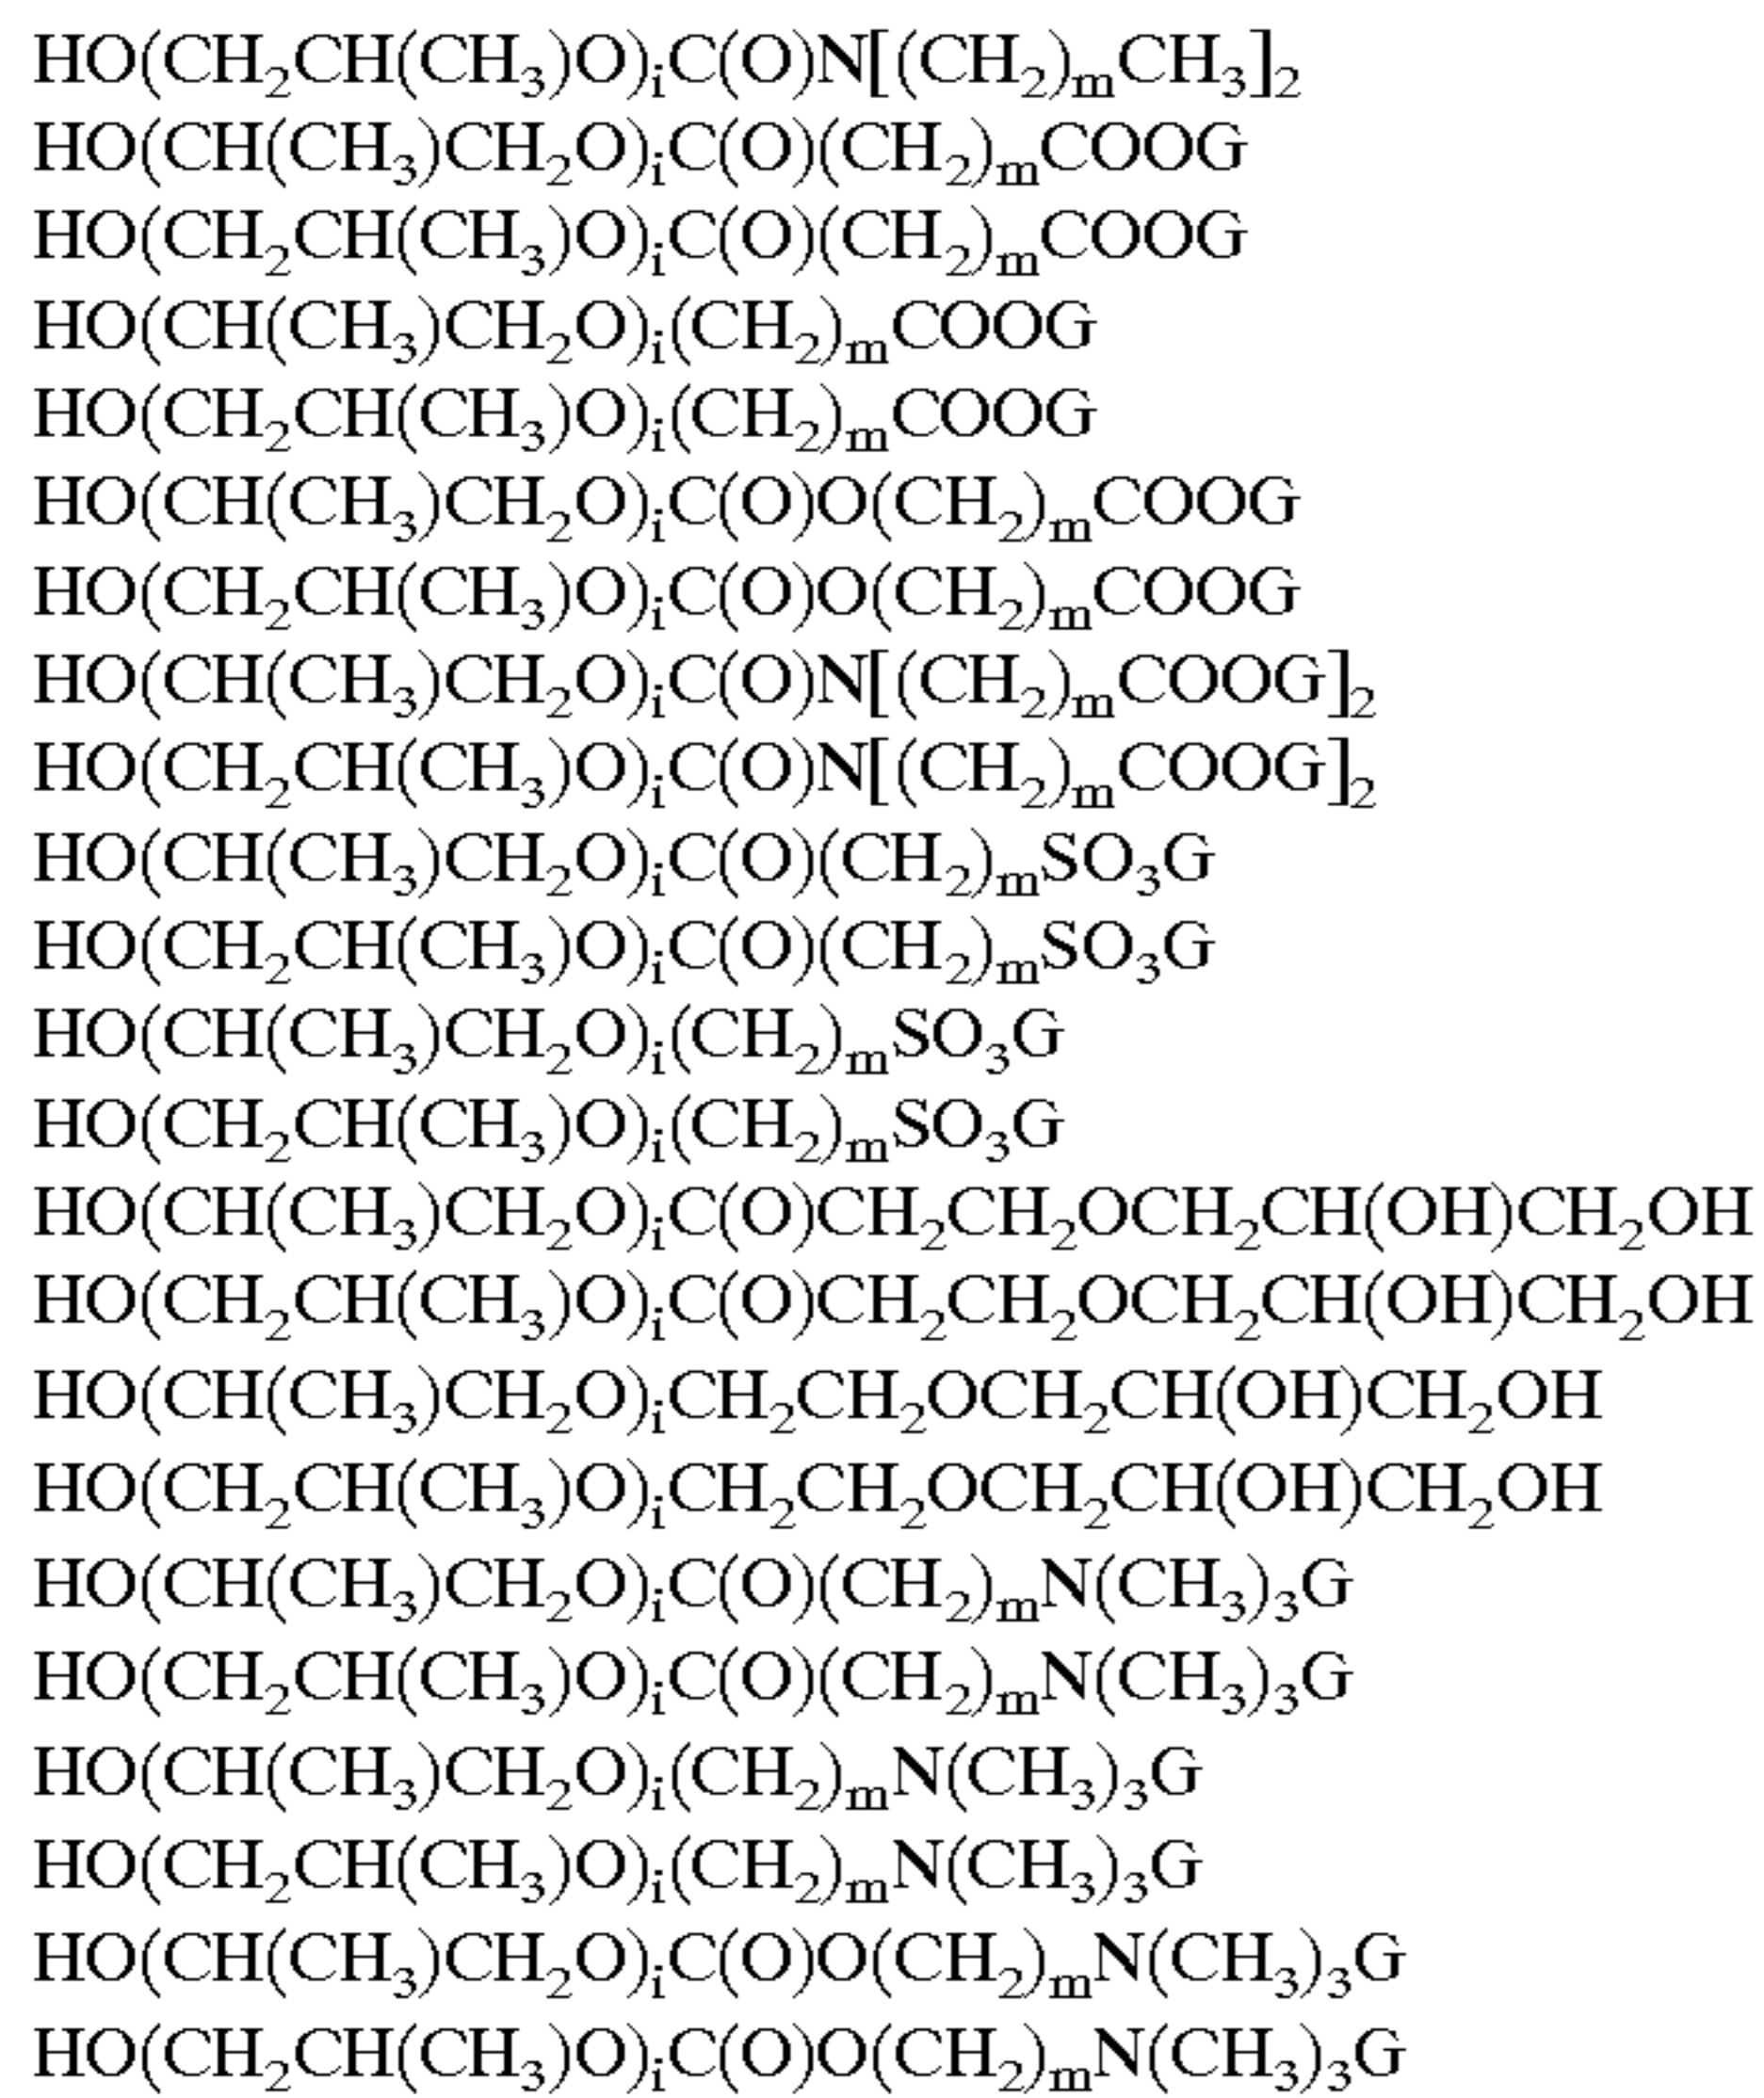 HO(CH₂CH(CH₃)O)ᵢC(O)N[(CH₂)ₘCH₃]₂
HO(CH(CH₃)CH₂O)ᵢC(O)(CH₂)ₘCOOG
HO(CH₂CH(CH₃)O)ᵢC(O)(CH₂)ₘCOOG
HO(CH(CH₃)CH₂O)ᵢ(CH₂)ₘCOOG
HO(CH₂CH(CH₃)O)ᵢ(CH₂)ₘCOOG
HO(CH(CH₃)CH₂O)ᵢC(O)O(CH₂)ₘCOOG
HO(CH₂CH(CH₃)O)ᵢC(O)O(CH₂)ₘCOOG
HO(CH(CH₃)CH₂O)ᵢC(O)N[(CH₂)ₘCOOG]₂
HO(CH₂CH(CH₃)O)ᵢC(O)N[(CH₂)ₘCOOG]₂
HO(CH(CH₃)CH₂O)ᵢC(O)(CH₂)ₘSO₃G
HO(CH₂CH(CH₃)O)ᵢC(O)(CH₂)ₘSO₃G
HO(CH(CH₃)CH₂O)ᵢ(CH₂)ₘSO₃G
HO(CH₂CH(CH₃)O)ᵢ(CH₂)ₘSO₃G
HO(CH(CH₃)CH₂O)ᵢC(O)CH₂CH₂OCH₂CH(OH)CH₂OH
HO(CH₂CH(CH₃)O)ᵢC(O)CH₂CH₂OCH₂CH(OH)CH₂OH
HO(CH(CH₃)CH₂O)ᵢCH₂CH₂OCH₂CH(OH)CH₂OH
HO(CH₂CH(CH₃)O)ᵢCH₂CH₂OCH₂CH(OH)CH₂OH
HO(CH(CH₃)CH₂O)ᵢC(O)(CH₂)ₘN(CH₃)₃G
HO(CH₂CH(CH₃)O)ᵢC(O)(CH₂)ₘN(CH₃)₃G
HO(CH(CH₃)CH₂O)ᵢ(CH₂)ₘN(CH₃)₃G
HO(CH₂CH(CH₃)O)ᵢ(CH₂)ₘN(CH₃)₃G
HO(CH(CH₃)CH₂O)ᵢC(O)O(CH₂)ₘN(CH₃)₃G
HO(CH₂CH(CH₃)O)ᵢC(O)O(CH₂)ₘN(CH₃)₃G